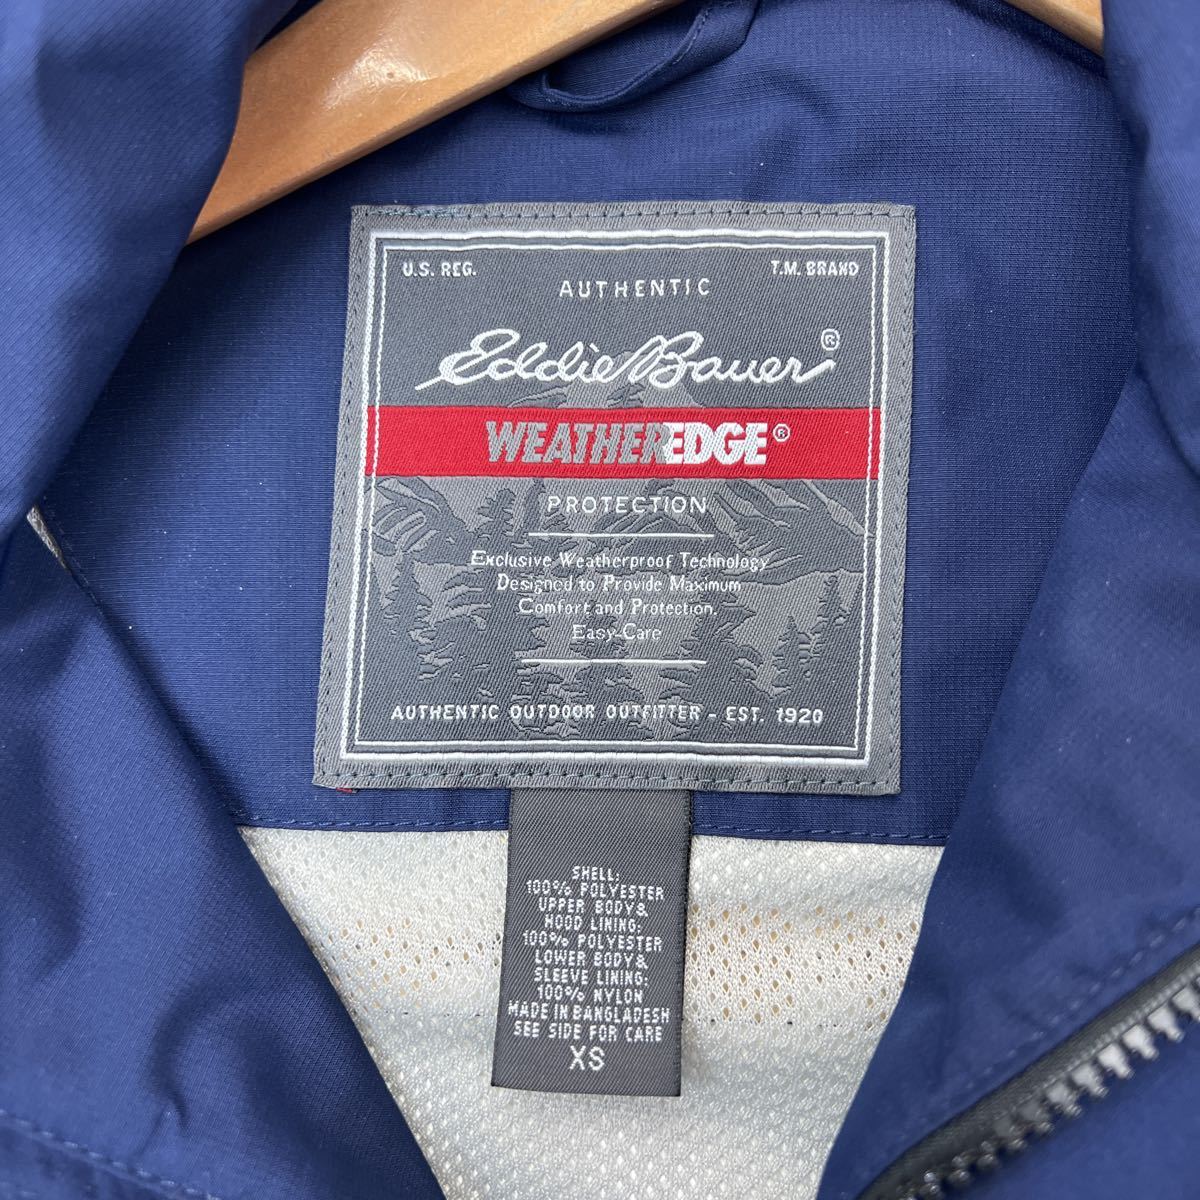 U.S. REG. T.M. BRAND
AUTHENTIC
Eddie Bauer®
WEATHEREDGE®
PROTECTION
Exclusive Weatherproof Technology
Designed to Provide Maximum
Comfort and Protection.
Easy-Care
AUTHENTIC OUTDOOR OUTFITTER - EST. 1920
SHELL:
100% POLYESTER
UPPER BODY&
HOOD LINING:
100% POLYESTER
LOWER BODY&
SLEEVE LINING:
100% NYLON
MADE IN BANGLADESH
SEE SIDE FOR CARE
XS